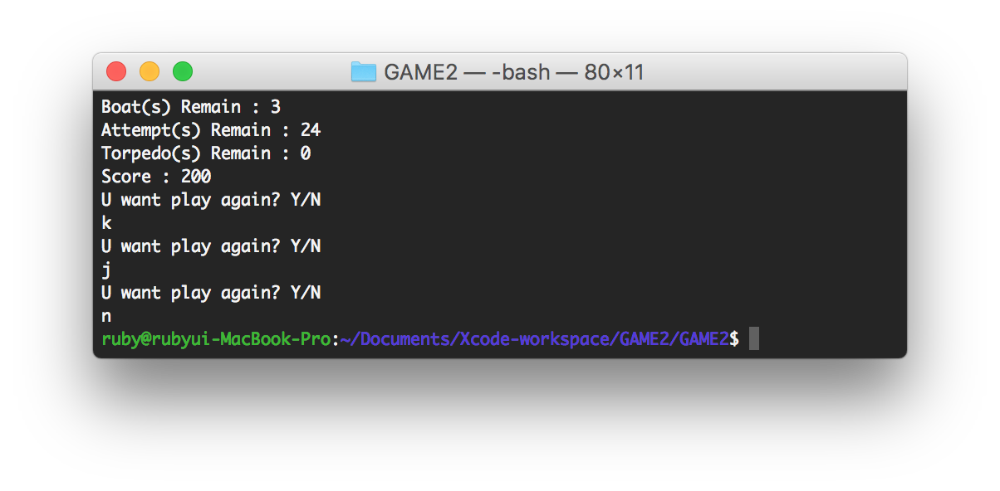 GAME2 — -bash — 80×11
Boat(s) Remain : 3
Attempt(s) Remain : 24
Torpedo(s) Remain : 0
Score : 200
U want play again? Y/N
k
U want play again? Y/N
j
U want play again? Y/N
n
ruby@rubyui-MacBook-Pro:~/Documents/Xcode-workspace/GAME2/GAME2$